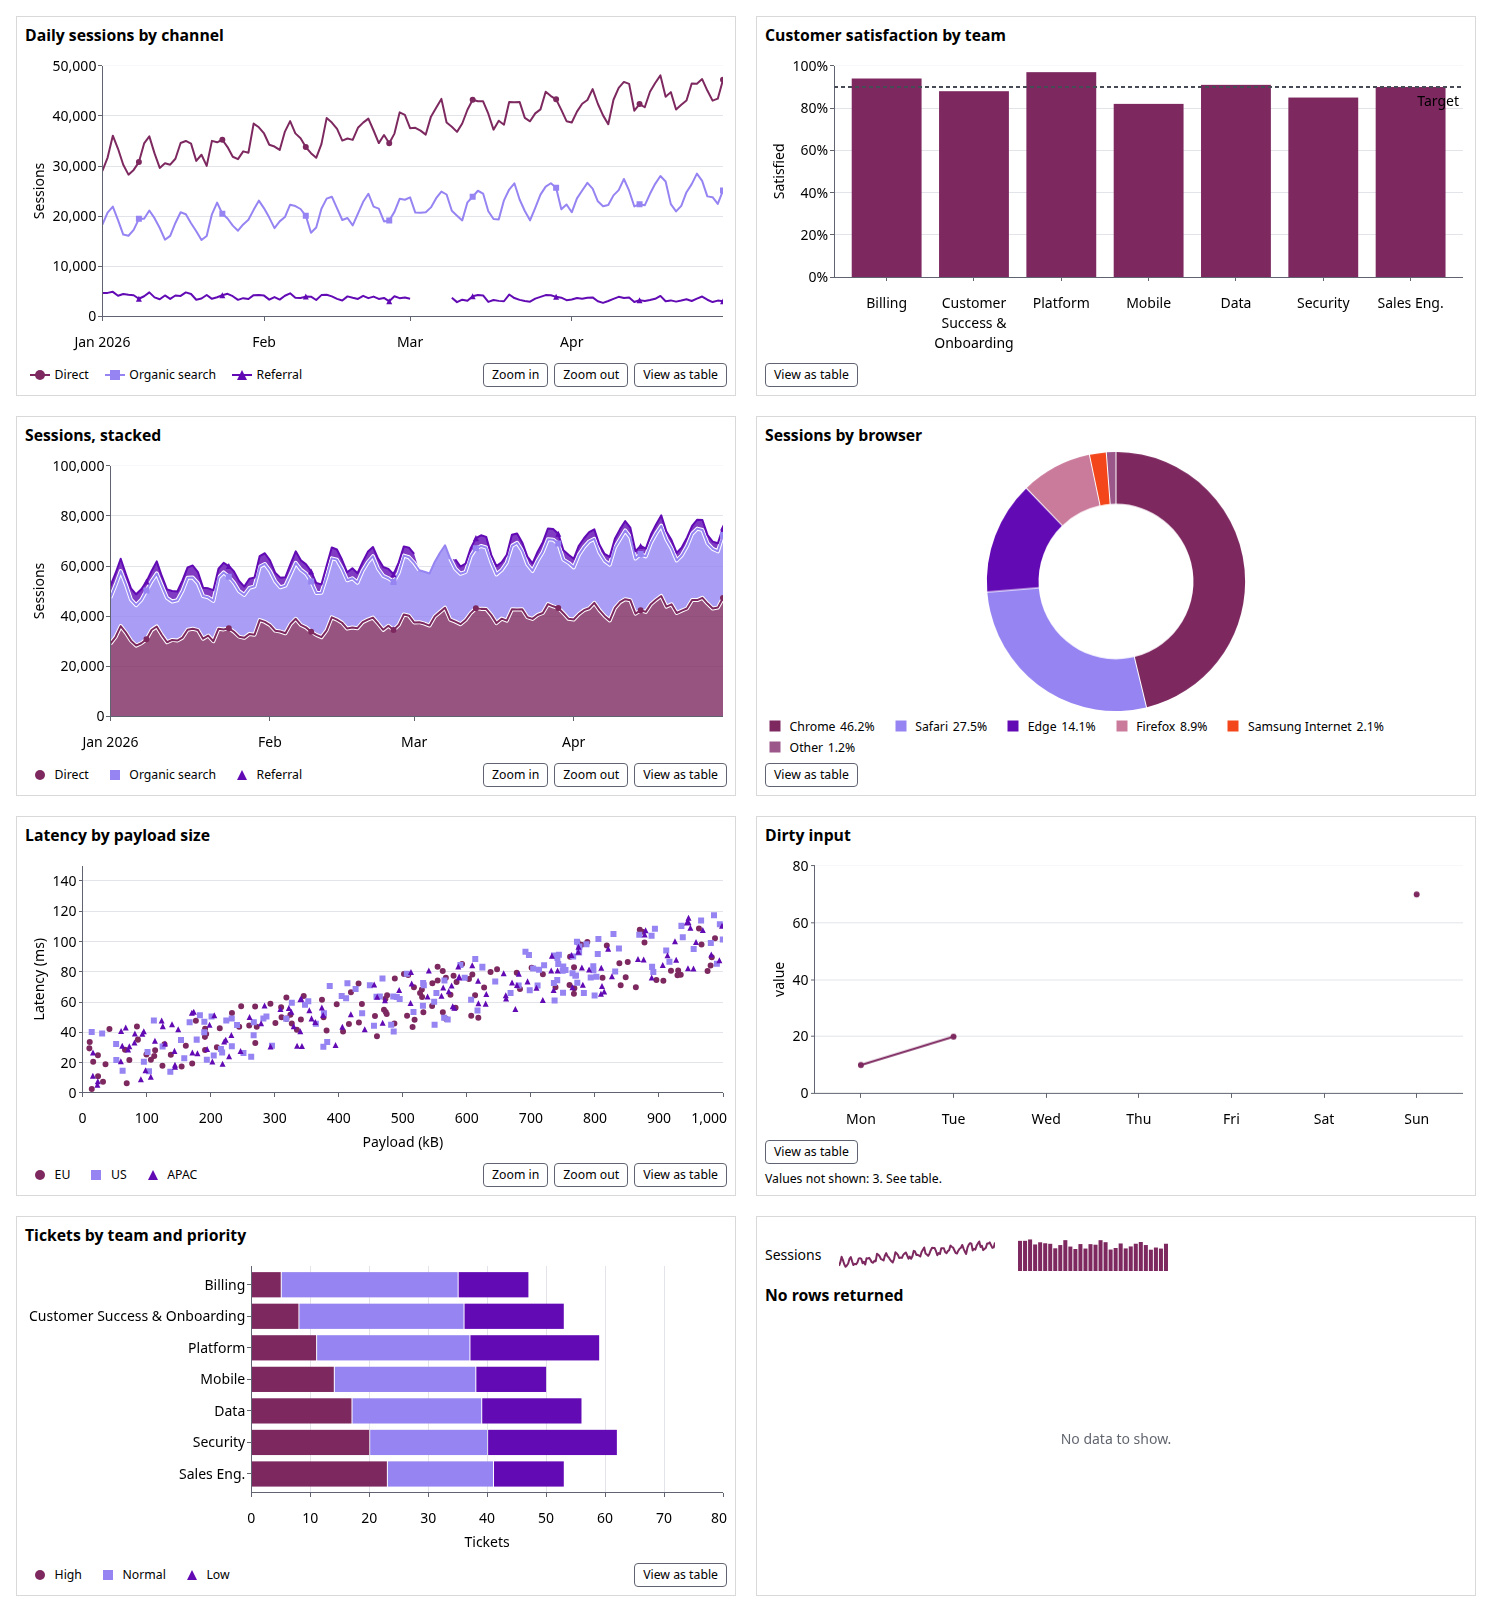 Daily sessions by channel
50,000
40,000
30,000
20,000
10,000
0
Sessions
Jan 2026 Feb Mar Apr
Direct Organic search Referral Zoom in Zoom out View as table
Customer satisfaction by team
100%
80%
60%
40%
20%
0%
Satisfied
Target
Billing Customer Success & Onboarding Platform Mobile Data Security Sales Eng.
View as table
Sessions, stacked
100,000
80,000
60,000
40,000
20,000
0
Sessions
Jan 2026 Feb Mar Apr
Direct Organic search Referral Zoom in Zoom out View as table
Sessions by browser
Chrome 46.2% Safari 27.5% Edge 14.1% Firefox 8.9% Samsung Internet 2.1%
Other 1.2%
View as table
Latency by payload size
140
120
100
80
60
40
20
0
Latency (ms)
0 100 200 300 400 500 600 700 800 900 1,000
Payload (kB)
EU US APAC Zoom in Zoom out View as table
Dirty input
80
60
40
20
0
value
Mon Tue Wed Thu Fri Sat Sun
View as table
Values not shown: 3. See table.
Tickets by team and priority
Billing
Customer Success & Onboarding
Platform
Mobile
Data
Security
Sales Eng.
0 10 20 30 40 50 60 70 80
Tickets
High Normal Low View as table
Sessions
No rows returned
No data to show.